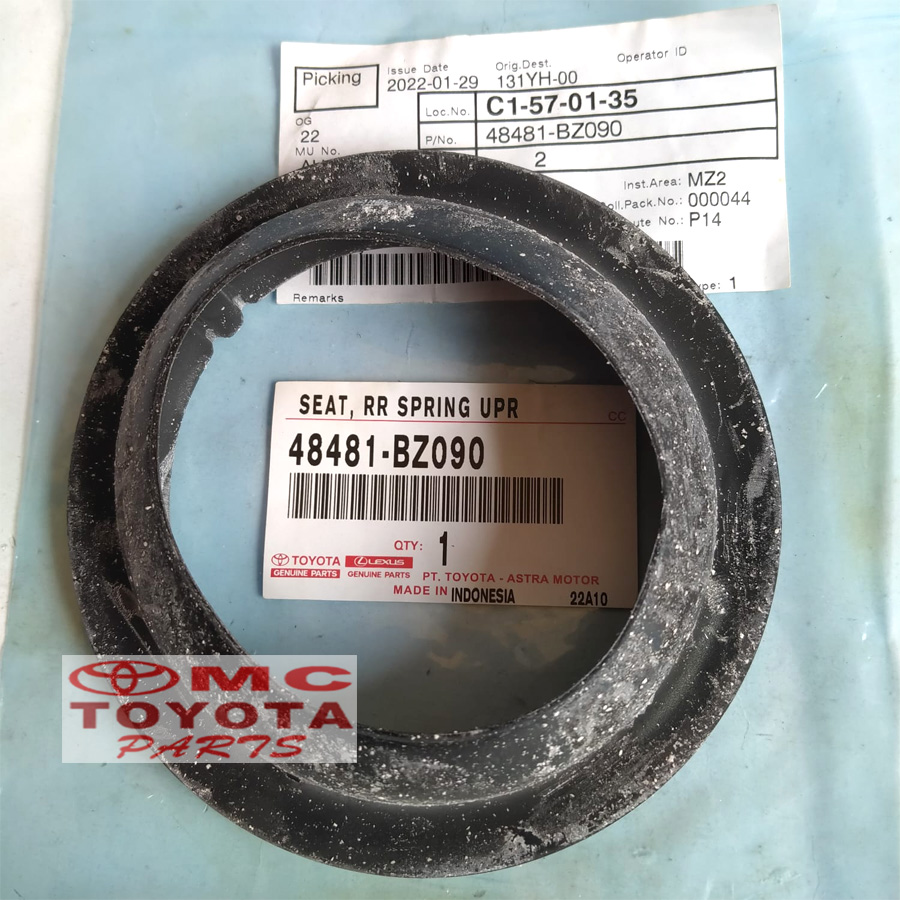 Picking
Issue Date
2022-01-29
Orig.Dest.
131YH-00
Operator ID
Loc.No. C1-57-01-35
OG
22
P/No. 48481-BZ090
MU No.
2
Inst.Area: MZ2
Pack.No.: 000044
No.: P14
1
Remarks
SEAT, RR SPRING UPR
CC
48481-BZ090
QTY: 1
TOYOTA
GENUINE PARTS
LEXUS
GENUINE PARTS
PT. TOYOTA - ASTRA MOTOR
MADE IN INDONESIA
22A10
MC
TOYOTA
PARTS